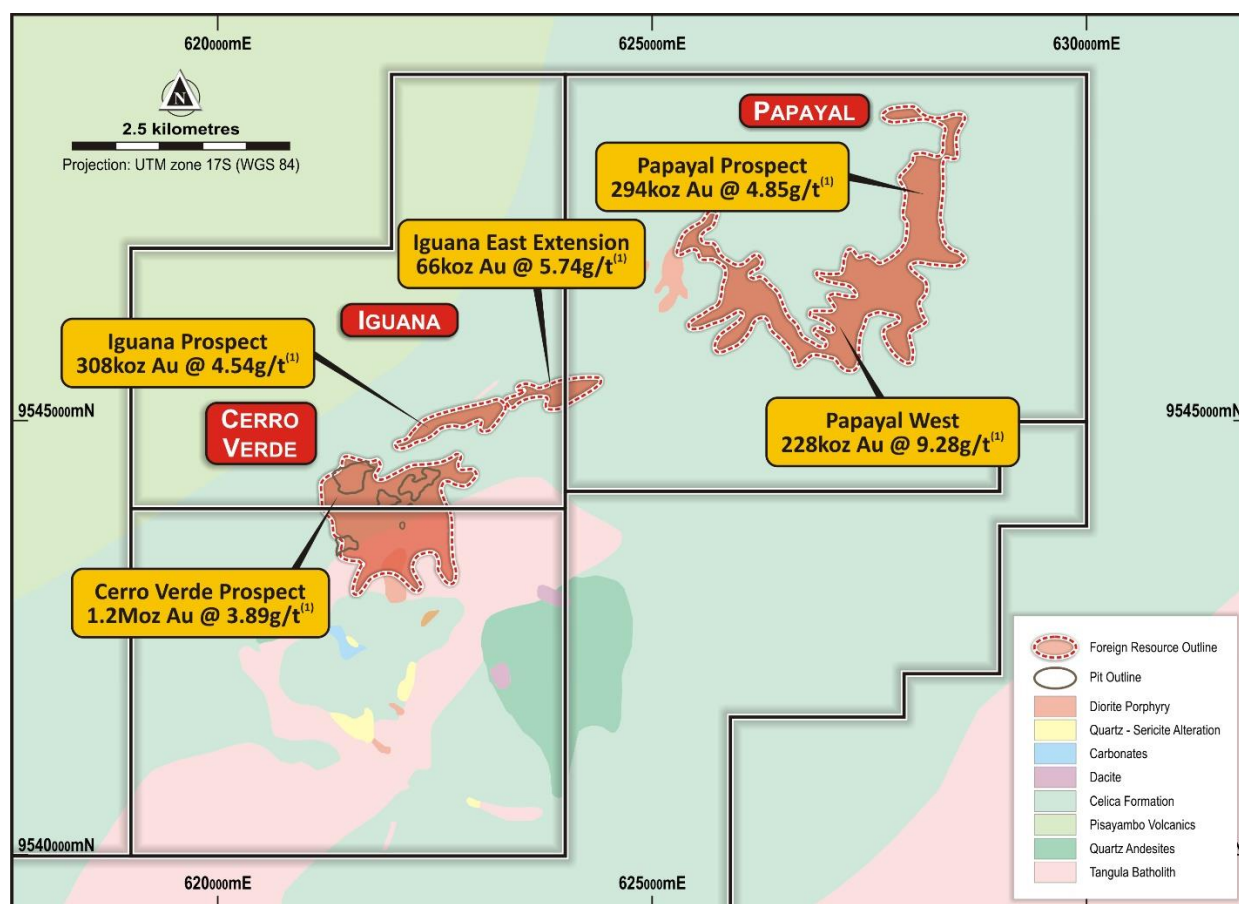 620000mE
625000mE
630000mE
N
2.5 kilometres
Projection: UTM zone 17S (WGS 84)
PAPAYAL
Papayal Prospect
294koz Au @ 4.85g/t(1)
Iguana East Extension
66koz Au @ 5.74g/t(1)
IGUANA
Iguana Prospect
308koz Au @ 4.54g/t(1)
9545000mN
9545000mN
CERRO
VERDE
Papayal West
228koz Au @ 9.28g/t(1)
Cerro Verde Prospect
1.2Moz Au @ 3.89g/t(1)
Foreign Resource Outline
Pit Outline
Diorite Porphyry
Quartz - Sericite Alteration
Carbonates
Dacite
Celica Formation
Pisayambo Volcanics
Quartz Andesites
Tangula Batholith
9540000mN
620000mE
625000mE